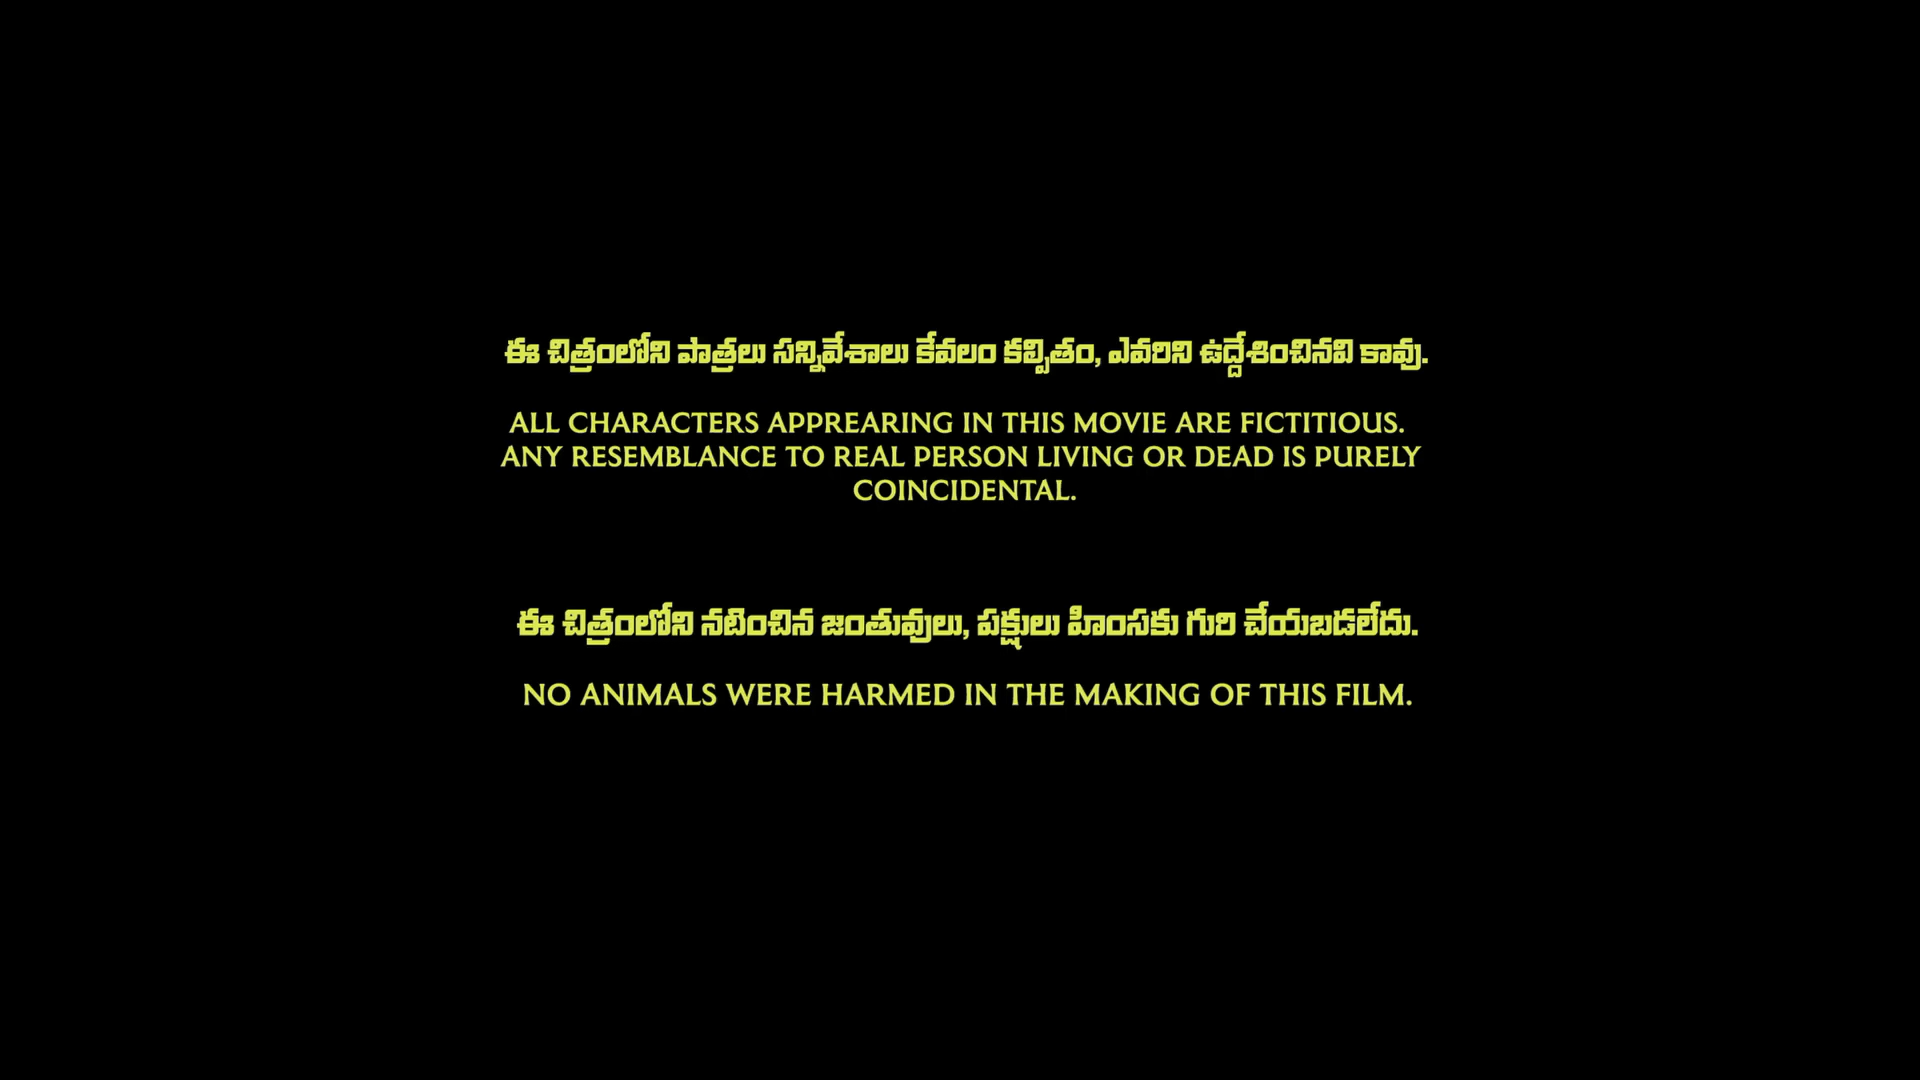 ఈ చిత్రంలోని పాత్రలు సన్నివేశాలు కేవలం కల్పితం, ఎవరిని ఉద్దేశించినవి కావు.
ALL CHARACTERS APPREARING IN THIS MOVIE ARE FICTITIOUS.
ANY RESEMBLANCE TO REAL PERSON LIVING OR DEAD IS PURELY
COINCIDENTAL.
ఈ చిత్రంలోని నటించిన జంతువులు, పక్షులు హింసకు గురి చేయబడలేదు.
NO ANIMALS WERE HARMED IN THE MAKING OF THIS FILM.